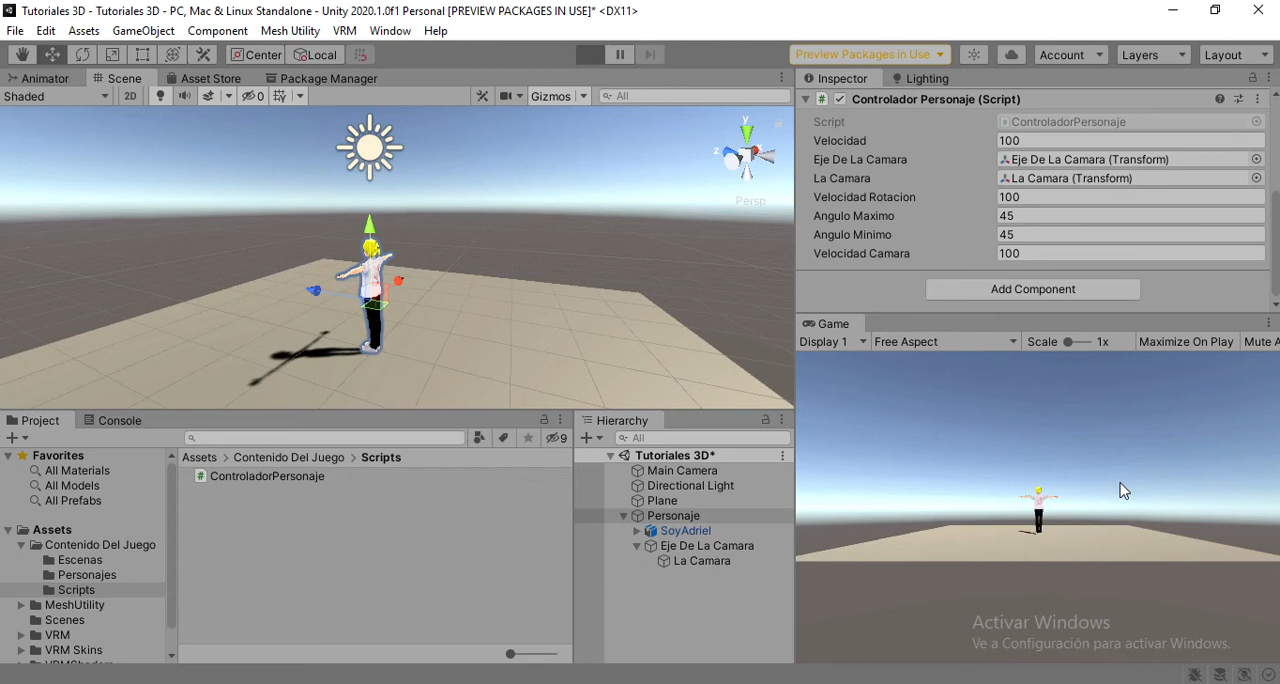 Tutoriales 3D - Tutoriales 3D - PC, Mac & Linux Standalone - Unity 2020.1.0f1 Personal [PREVIEW PACKAGES IN USE]* <DX11>
File Edit Assets GameObject Component Mesh Utility VRM Window Help
Center Local Preview Packages in Use Account Layers Layout
Animator Scene Asset Store Package Manager
Shaded 2D 0 Gizmos All
y
x
z
Persp
Inspector Lighting
# Controlador Personaje (Script)
Script ControladorPersonaje
Velocidad 100
Eje De La Camara Eje De La Camara (Transform)
La Camara La Camara (Transform)
Velocidad Rotacion 100
Angulo Maximo 45
Angulo Minimo 45
Velocidad Camara 100
Add Component
Game
Display 1 Free Aspect Scale 1x Maximize On Play Mute A
Activar Windows
Ve a Configuración para activar Windows.
Project Console
9
Favorites
All Materials
All Models
All Prefabs
Assets
Contenido Del Juego
Escenas
Personajes
Scripts
MeshUtility
Scenes
VRM
VRM Skins
VRMShaders
Assets Contenido Del Juego Scripts
# ControladorPersonaje
Hierarchy
All
Tutoriales 3D*
Main Camera
Directional Light
Plane
Personaje
SoyAdriel
Eje De La Camara
La Camara